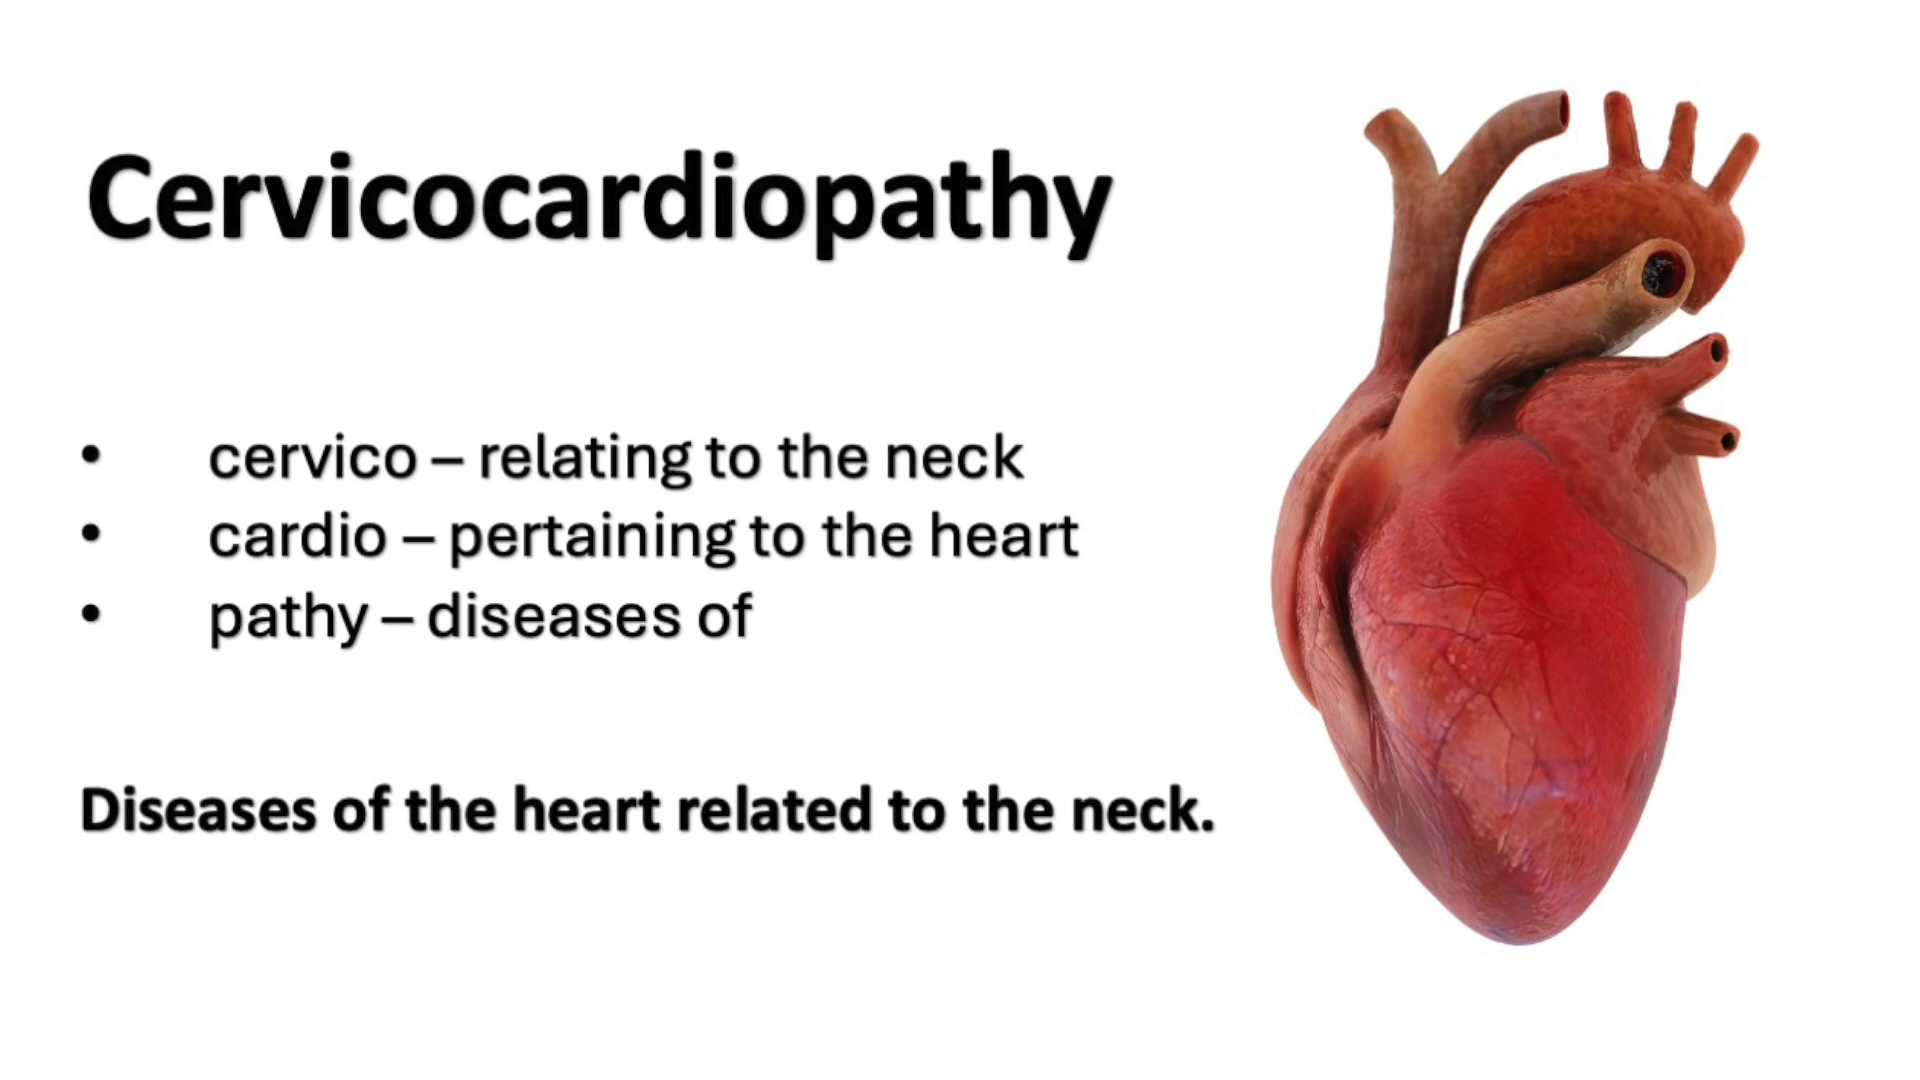 Cervicocardiopathy
• cervico – relating to the neck
• cardio – pertaining to the heart
• pathy – diseases of
Diseases of the heart related to the neck.